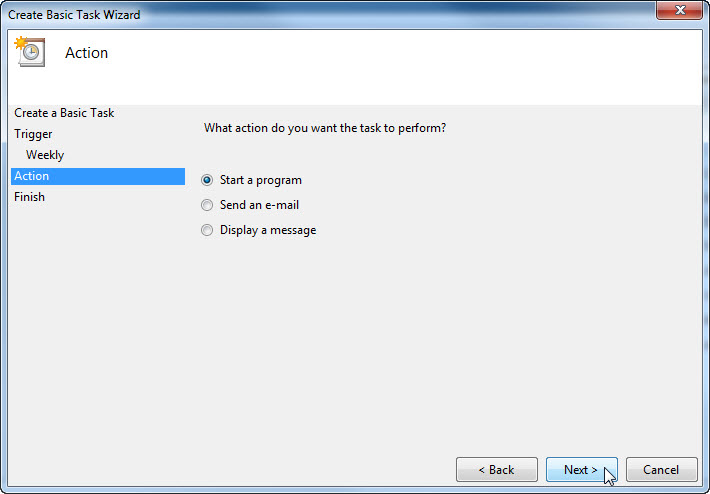 Create Basic Task Wizard
Action
Create a Basic Task
Trigger
Weekly
Action
Finish
What action do you want the task to perform?
Start a program
Send an e-mail
Display a message
< Back
Next >
Cancel